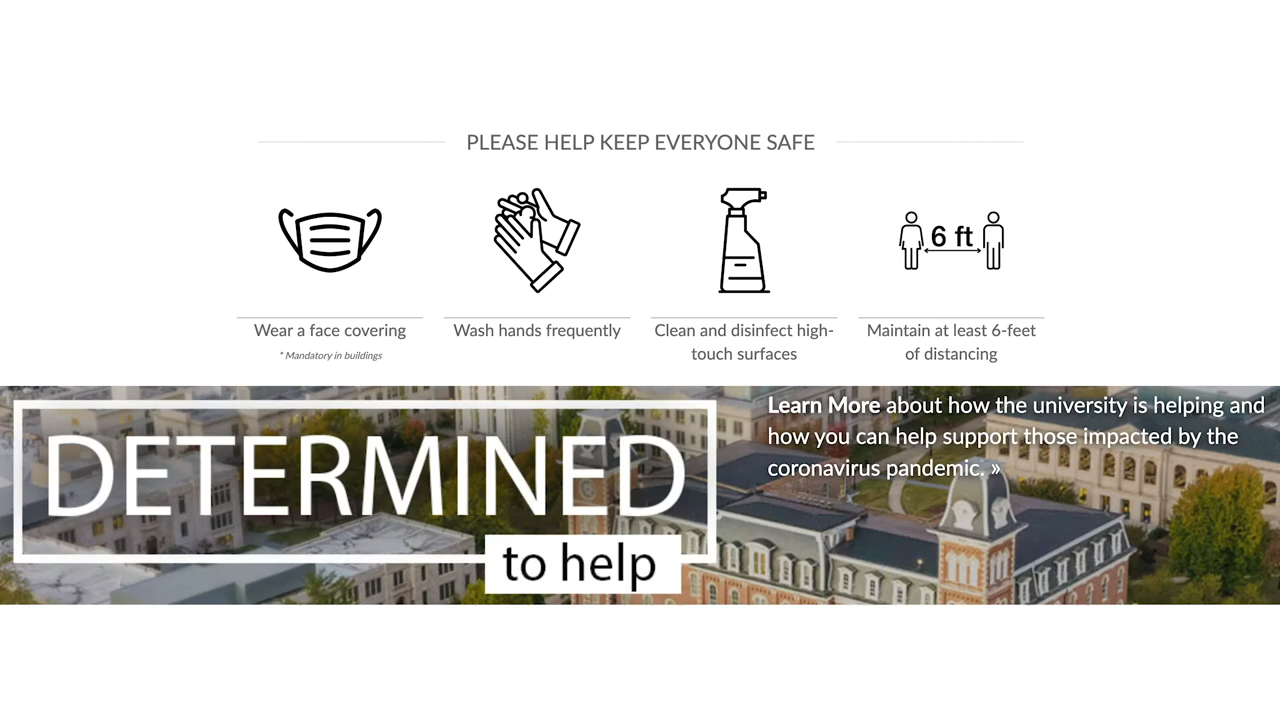 PLEASE HELP KEEP EVERYONE SAFE
6 ft
Wear a face covering
* Mandatory in buildings
Wash hands frequently
Clean and disinfect high-
touch surfaces
Maintain at least 6-feet
of distancing
DETERMINED
to help
Learn More about how the university is helping and
how you can help support those impacted by the
coronavirus pandemic. »